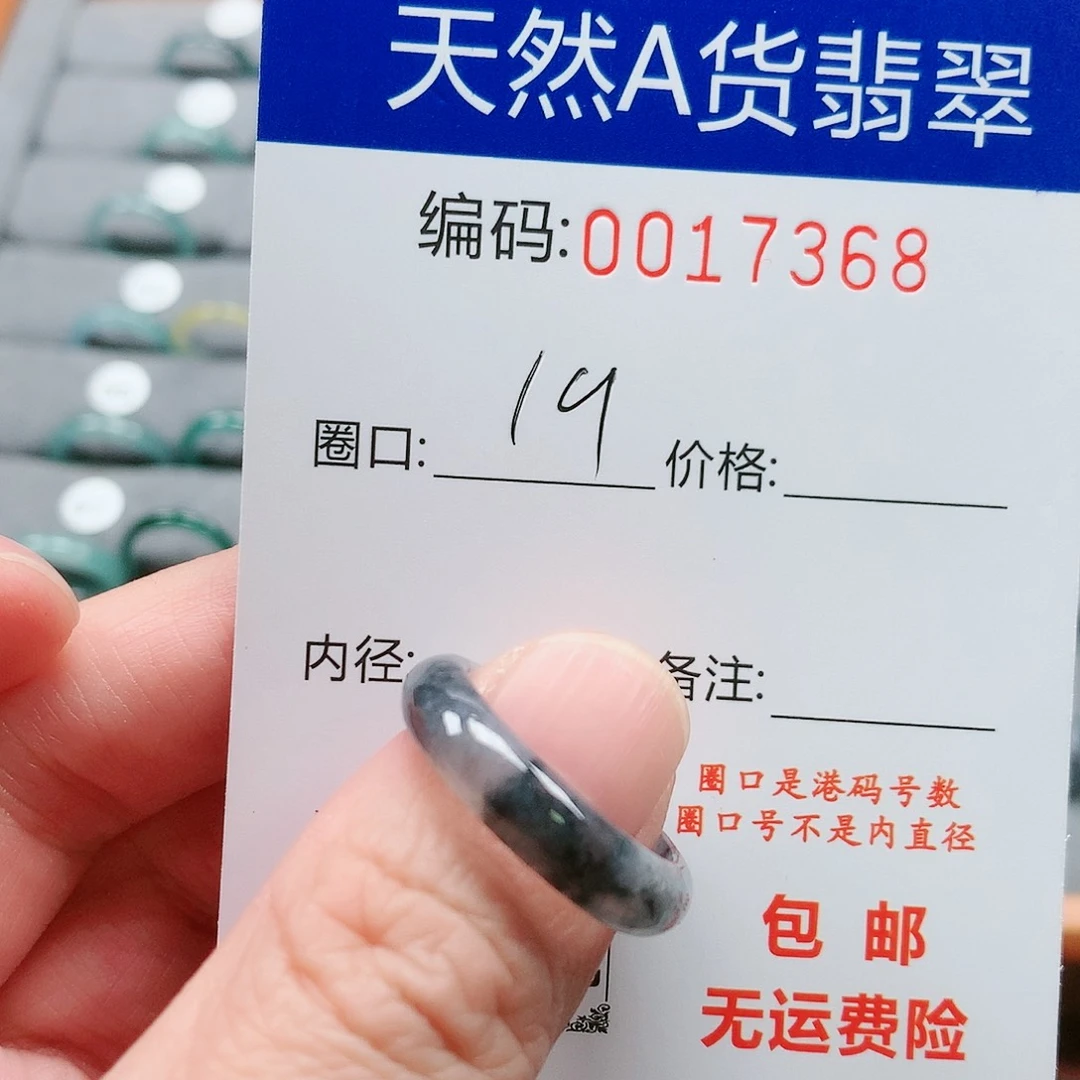 天然A货翡翠
编码:0017368
圈口: 19 价格:
内径: 备注:
圈口是港码号数
圈口号不是内直径
包邮
无运费险